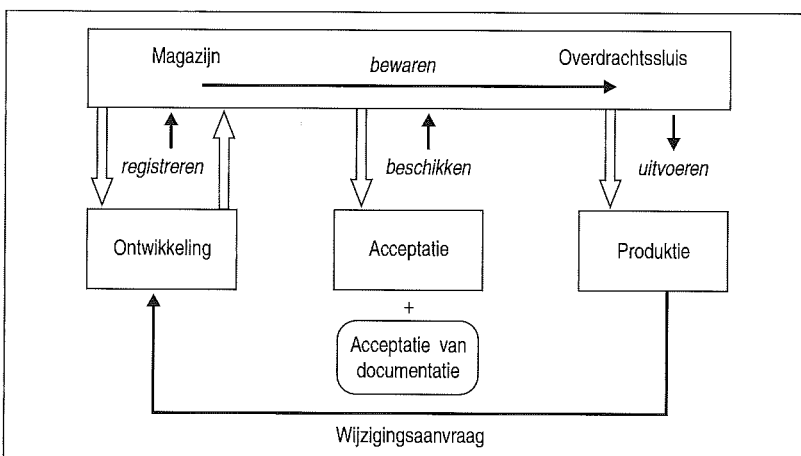 Magazijn
bewaren
Overdrachtssluis
registreren
beschikken
uitvoeren
Ontwikkeling
Acceptatie
Produktie
+
Acceptatie van
documentatie
Wijzigingsaanvraag